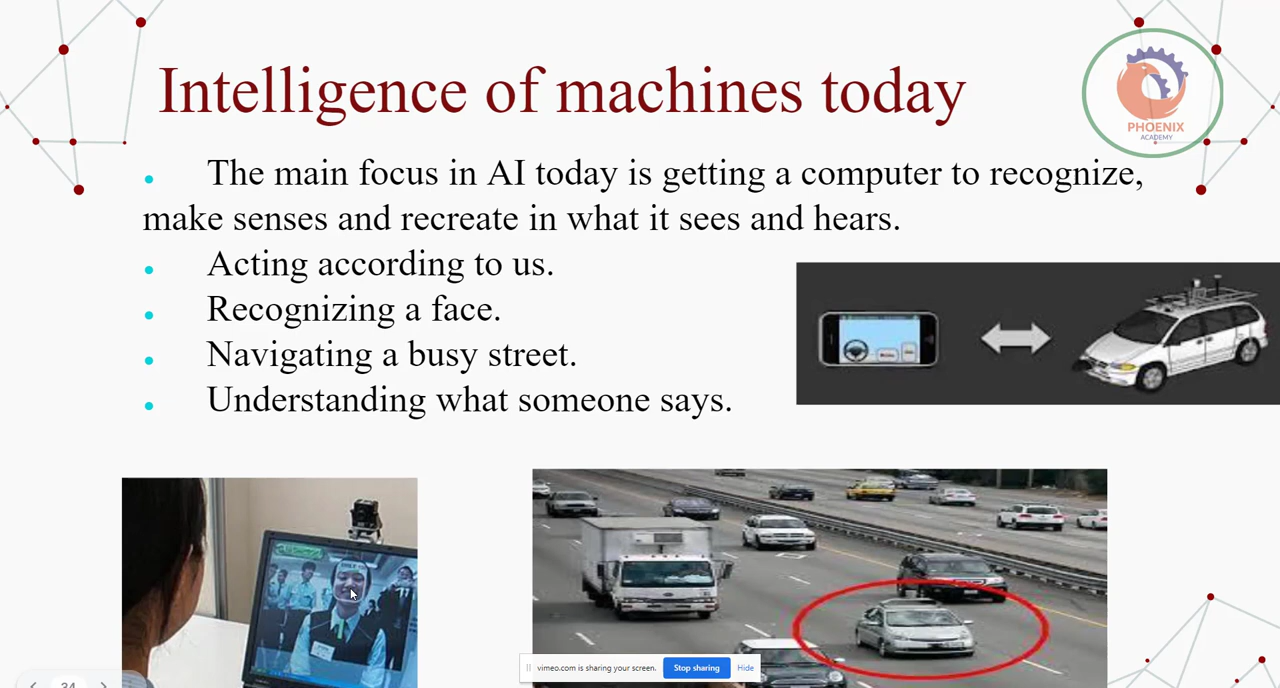 Intelligence of machines today
PHOENIX
ACADEMY
The main focus in AI today is getting a computer to recognize,
make senses and recreate in what it sees and hears.
Acting according to us.
Recognizing a face.
Navigating a busy street.
Understanding what someone says.
vimeo.com is sharing your screen.
Stop sharing
Hide
34